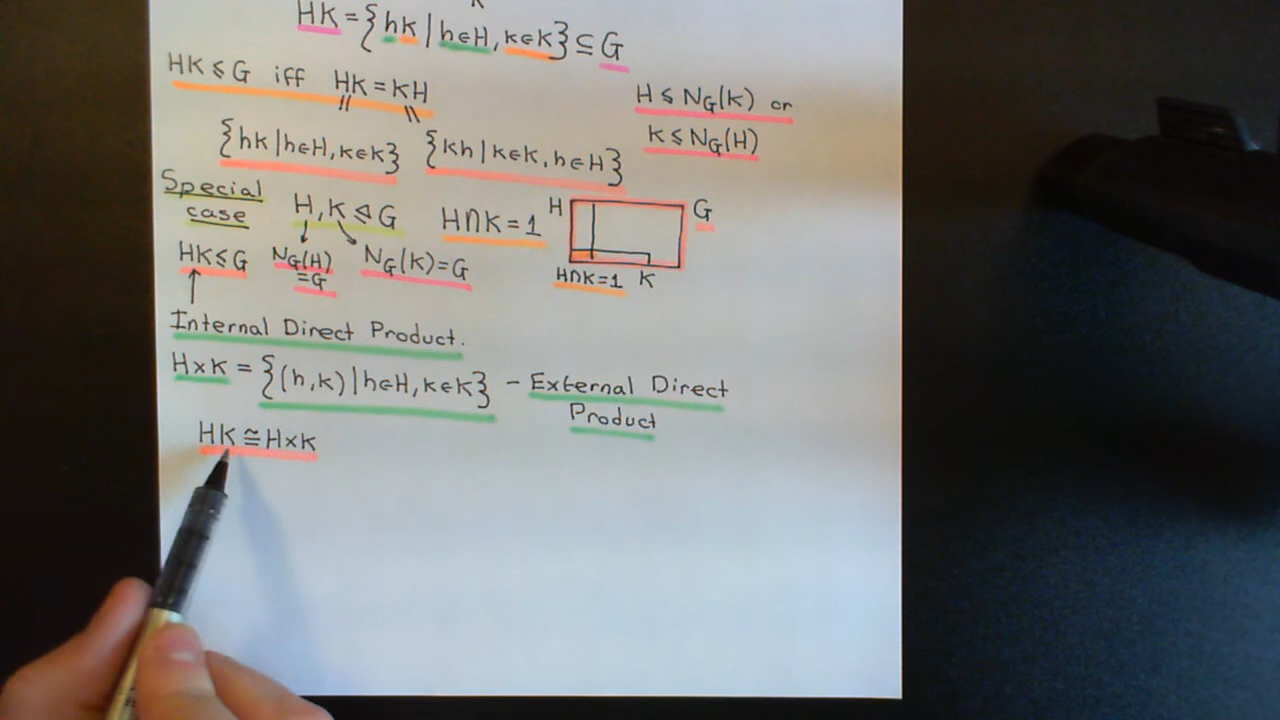 HK = {hk | h∈H, k∈K} ⊆ G
HK ≤ G iff HK = KH
H ≤ N_G(K) or
K ≤ N_G(H)
{hk | h∈H, k∈K} {kh | k∈K, h∈H}
Special
case
H, K ⊲ G
H∩K = 1
H
G
H∩K=1 K
HK ≤ G
N_G(H)
=G
N_G(K)=G
Internal Direct Product.
H×K = {(h,k) | h∈H, k∈K} - External Direct
Product
HK ≅ H×K